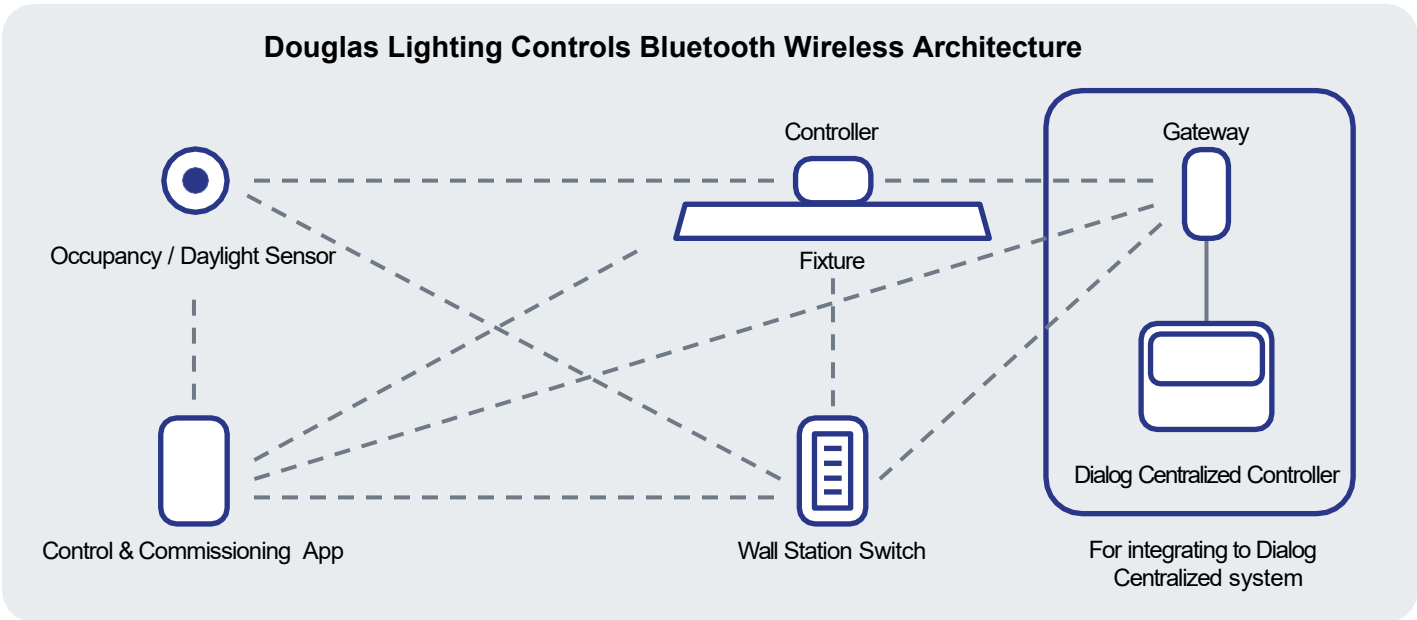 Douglas Lighting Controls Bluetooth Wireless Architecture
Controller
Gateway
Occupancy / Daylight Sensor
Fixture
Dialog Centralized Controller
Control & Commissioning App
Wall Station Switch
For integrating to Dialog
Centralized system